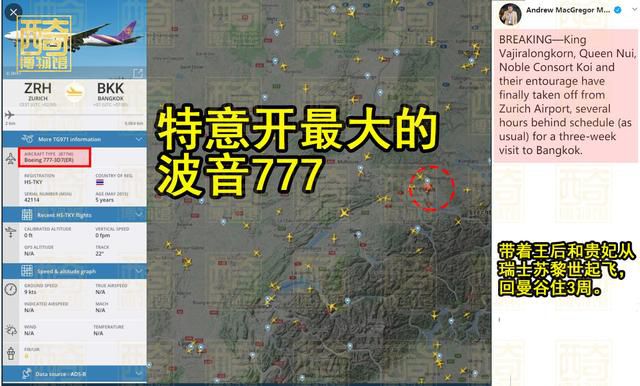 西奇
博物馆
ZRH
ZURICH
BKK
BANGKOK
More TG971 information
AIRCRAFT TYPE (B77W)
Boeing 777-3D7(ER)
REGISTRATION
HS-TKY
COUNTRY OF REG.
SERIAL NUMBER (MSN)
42114
AGE (MAY 2015)
5 years
Recent HS-TKY flights
CALIBRATED ALTITUDE
0 ft
VERTICAL SPEED
0 fpm
GPS ALTITUDE
N/A
TRACK
22°
Speed & altitude graph
GROUND SPEED
9 kts
TRUE AIRSPEED
N/A
INDICATED AIRSPEED
N/A
MACH
N/A
WIND
N/A
TEMPERATURE
N/A
FIR/UIR
Data source - ADS-B
特意开最大的
波音777
Andrew MacGregor M...
BREAKING—King
Vajiralongkorn, Queen Nui,
Noble Consort Koi and
their entourage have
finally taken off from
Zurich Airport, several
hours behind schedule (as
usual) for a three-week
visit to Bangkok.
带着王后和贵妃从
瑞士苏黎世起飞，
回曼谷住3周。